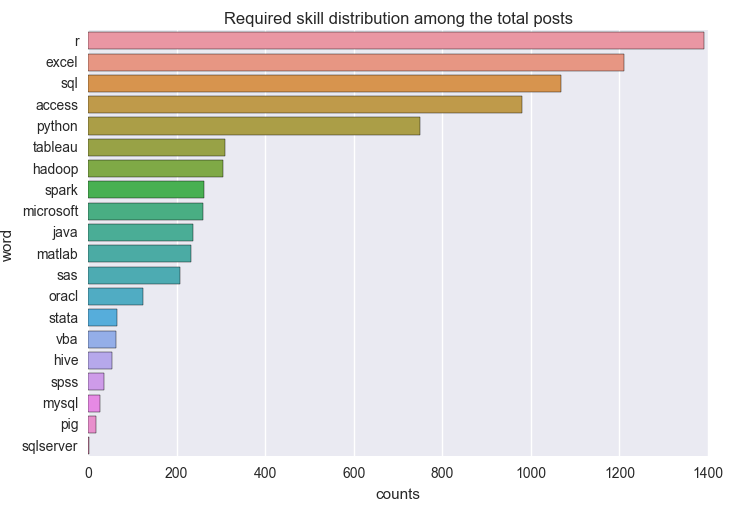 Required skill distribution among the total posts
r
excel
sql
access
python
tableau
hadoop
spark
microsoft
java
matlab
sas
oracl
stata
vba
hive
spss
mysql
pig
sqlserver
word
0 200 400 600 800 1000 1200 1400
counts